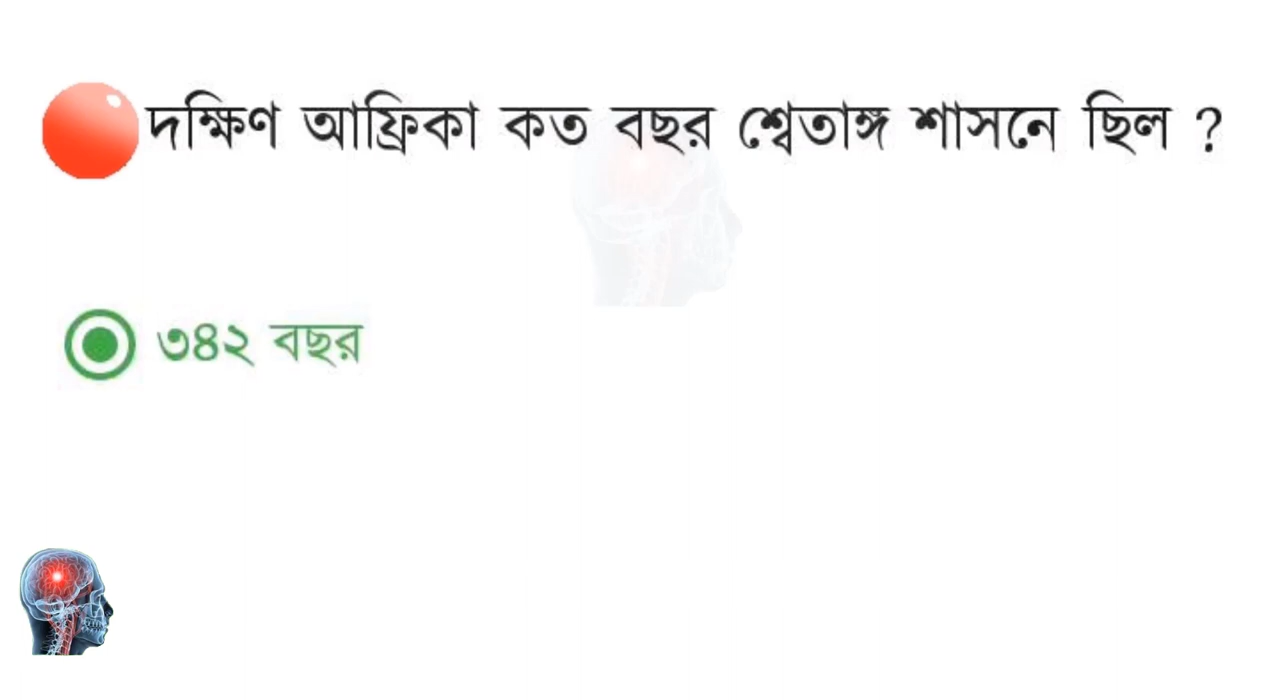 দক্ষিণ আফ্রিকা কত বছর শ্বেতাঙ্গ শাসনে ছিল ?
৩৪২ বছর